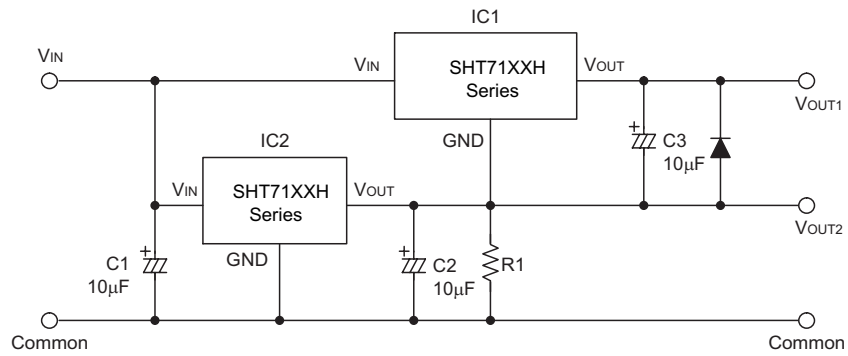 IC1
VIN
VIN
SHT71XXH
Series
VOUT
VOUT1
GND
C3
10μF
IC2
VIN
SHT71XXH
Series
VOUT
VOUT2
GND
C1
10μF
C2
10μF
R1
Common
Common